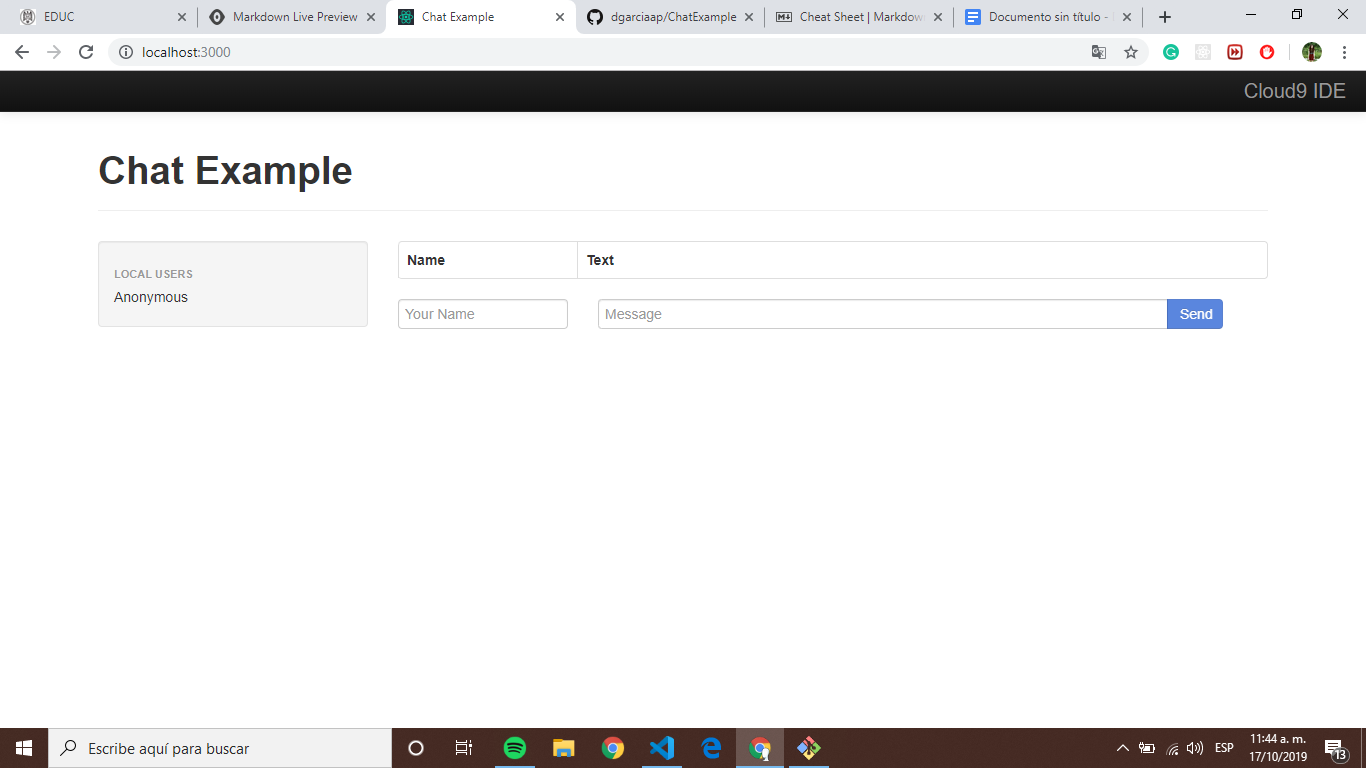 EDUC
Markdown Live Preview
Chat Example
dgarciaap/ChatExample
Cheat Sheet | Markdow
Documento sin título -
localhost:3000
Cloud9 IDE
Chat Example
LOCAL USERS
Anonymous
Name Text
Your Name Message Send
Escribe aquí para buscar
ESP
11:44 a. m.
17/10/2019
13